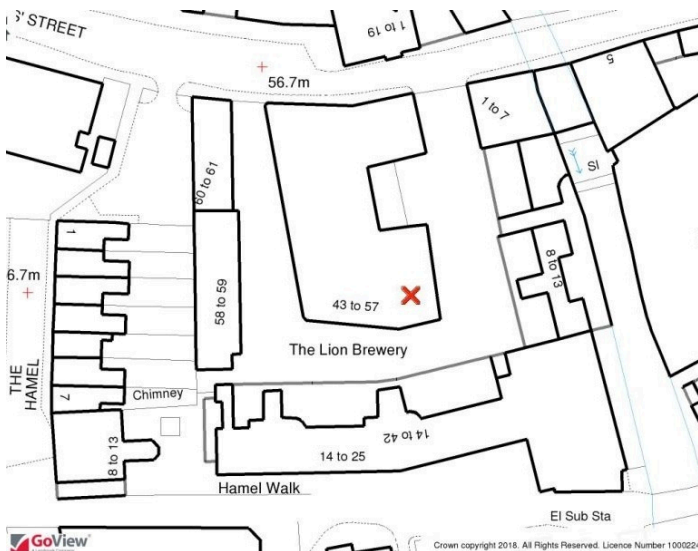 S' STREET
1 to 19
56.7m
5
1 to 7
60 to 61
Sl
1
8 to 13
6.7m
58 to 59
43 to 57
The Lion Brewery
THE HAMEL
Chimney
7
14 to 42
8 to 13
14 to 25
Hamel Walk
El Sub Sta
GoView
Crown copyright 2018. All Rights Reserved. Licence Number 1000224